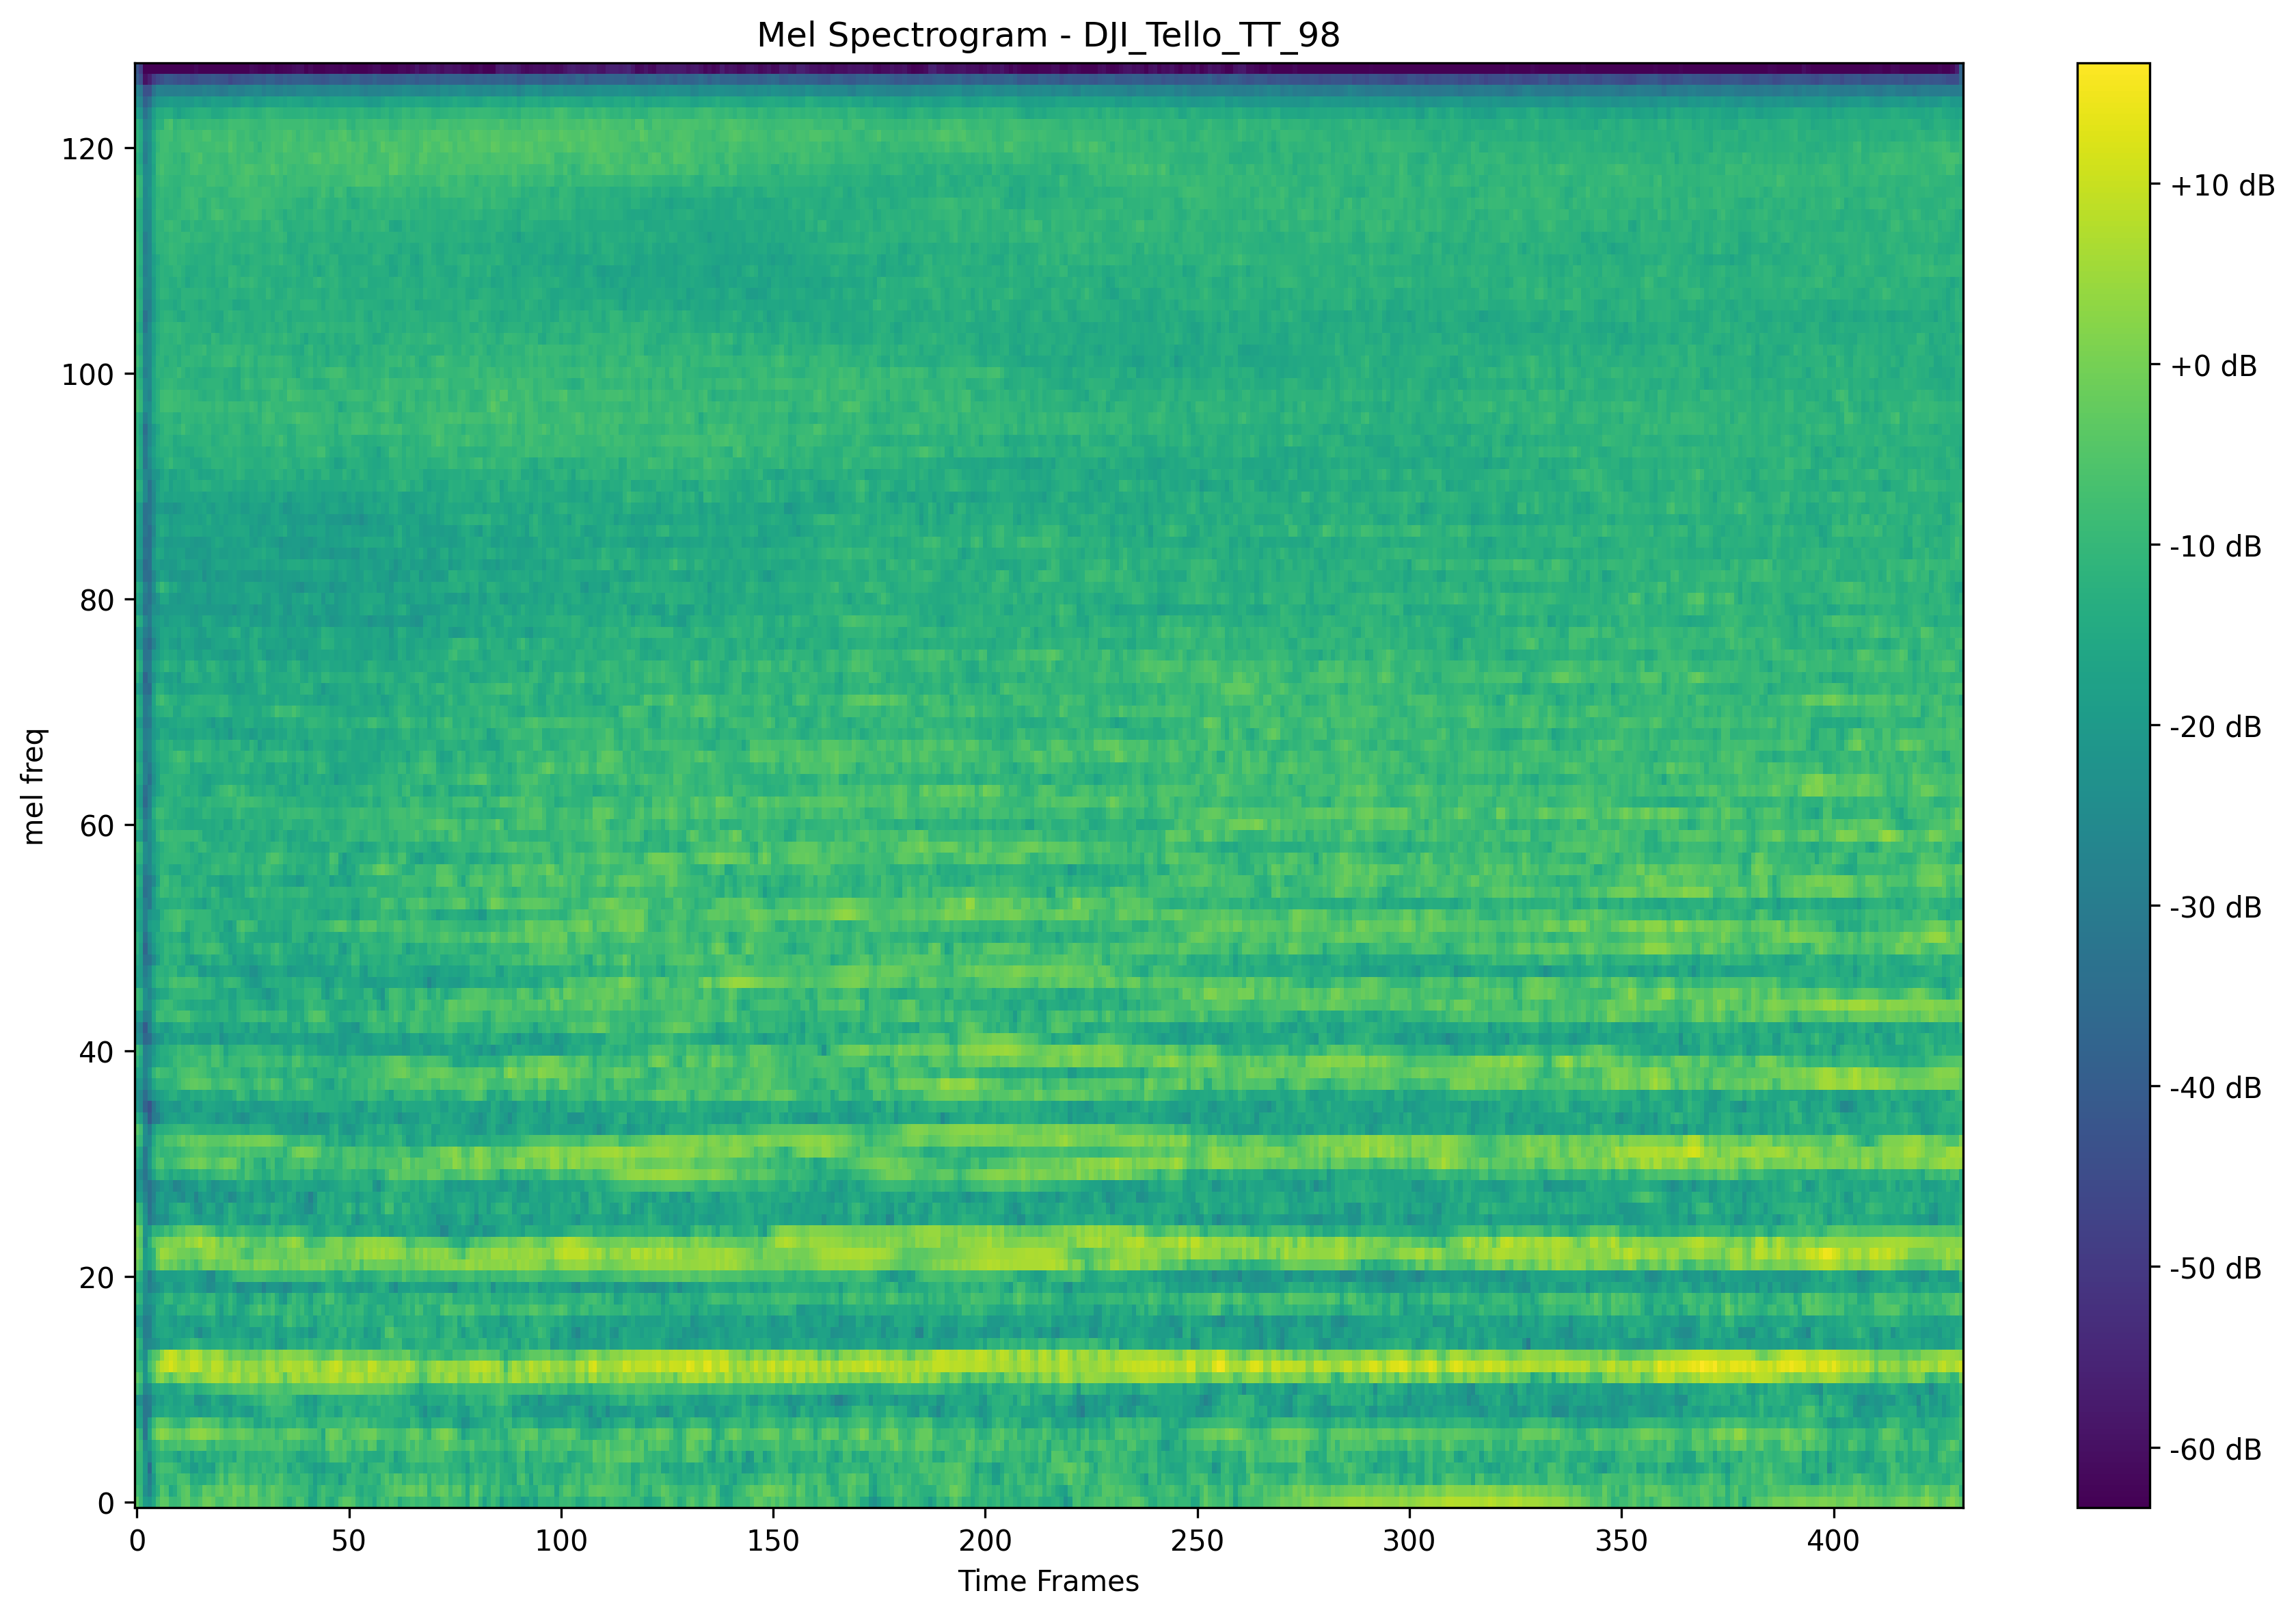 Mel Spectrogram - DJI_Tello_TT_98
mel freq
120
100
80
60
40
20
0
0 50 100 150 200 250 300 350 400
Time Frames
+10 dB
+0 dB
-10 dB
-20 dB
-30 dB
-40 dB
-50 dB
-60 dB